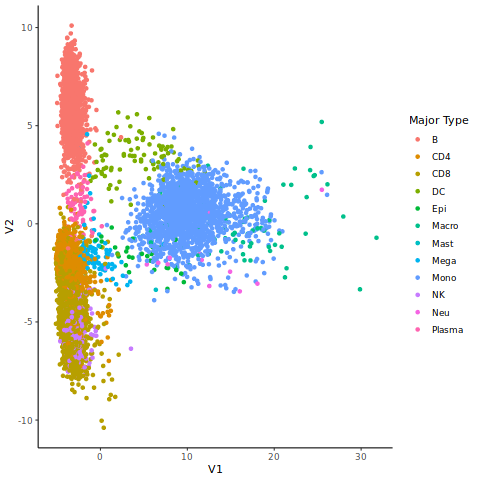 10
5
0
-5
-10
V2
0
10
20
30
V1
Major Type
B
CD4
CD8
DC
Epi
Macro
Mast
Mega
Mono
NK
Neu
Plasma